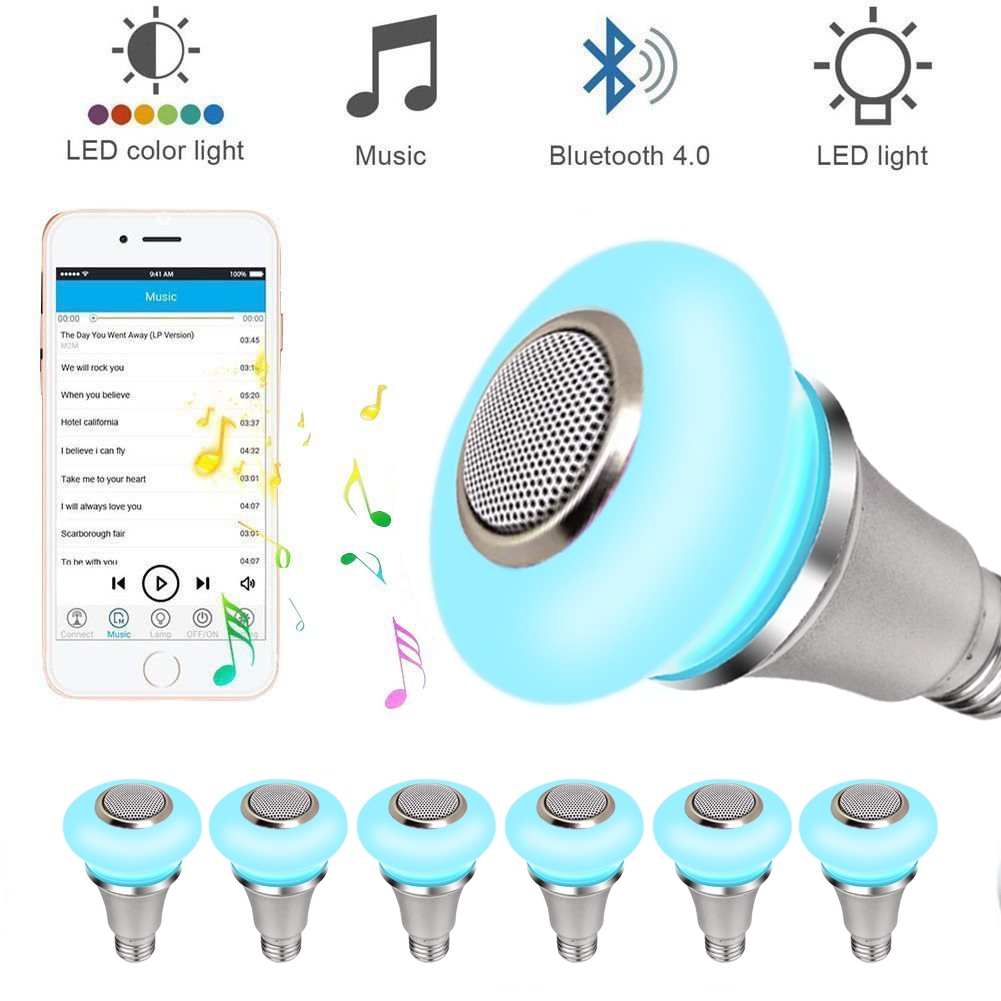 LED color light
Music
Bluetooth 4.0
LED light
9:41 AM
100%
Music
00:00
00:00
The Day You Went Away (LP Version)
M2M
03:45
We will rock you
When you believe
05:20
Hotel california
03:37
I believe i can fly
04:32
Take me to your heart
03:01
I will always love you
04:07
Scarborough fair
03:01
To be with you
04:07
Connect
Music
Lamp
OFF/ON